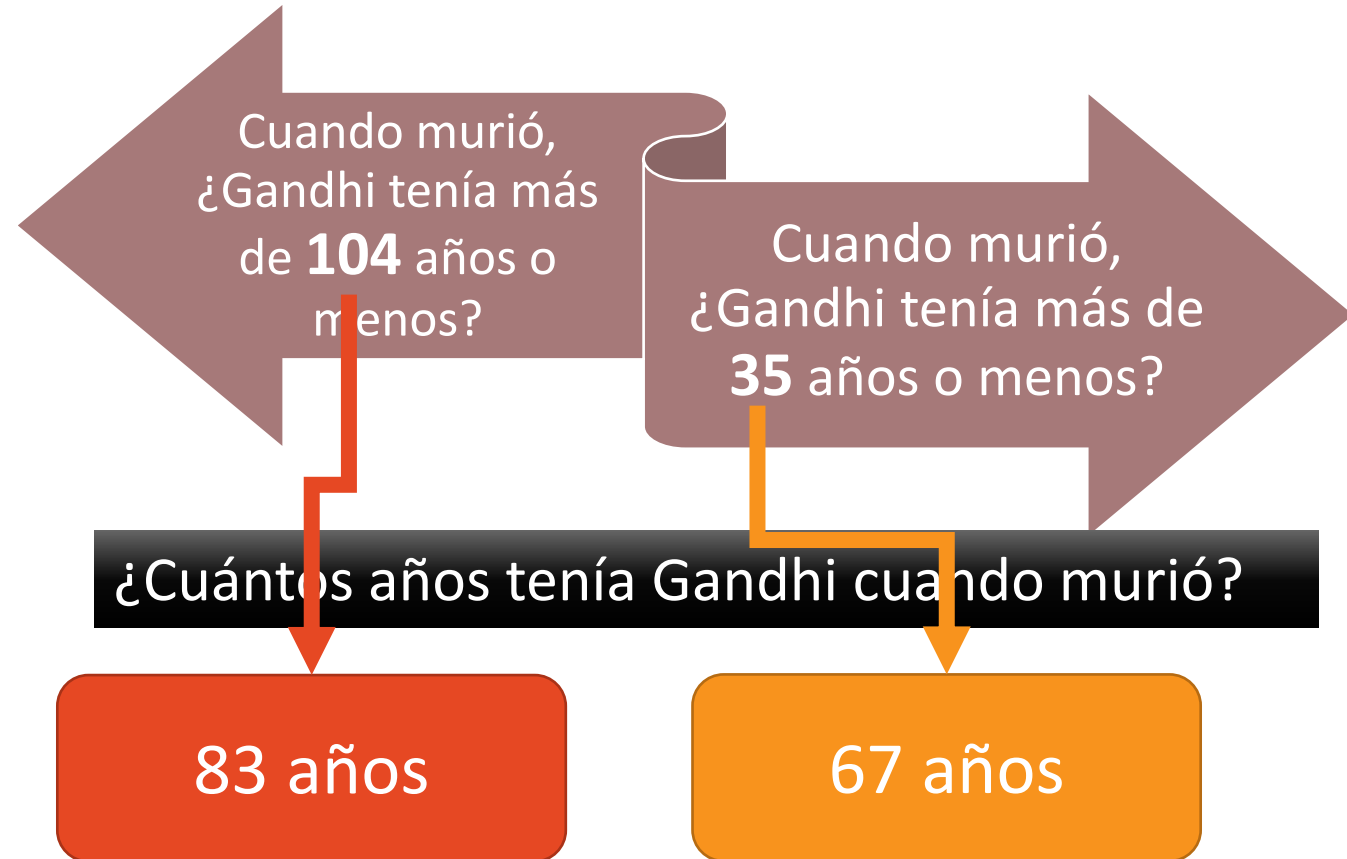 Cuando murió,
¿Gandhi tenía más
de 104 años o
menos?
Cuando murió,
¿Gandhi tenía más de
35 años o menos?
¿Cuántos años tenía Gandhi cuando murió?
83 años
67 años